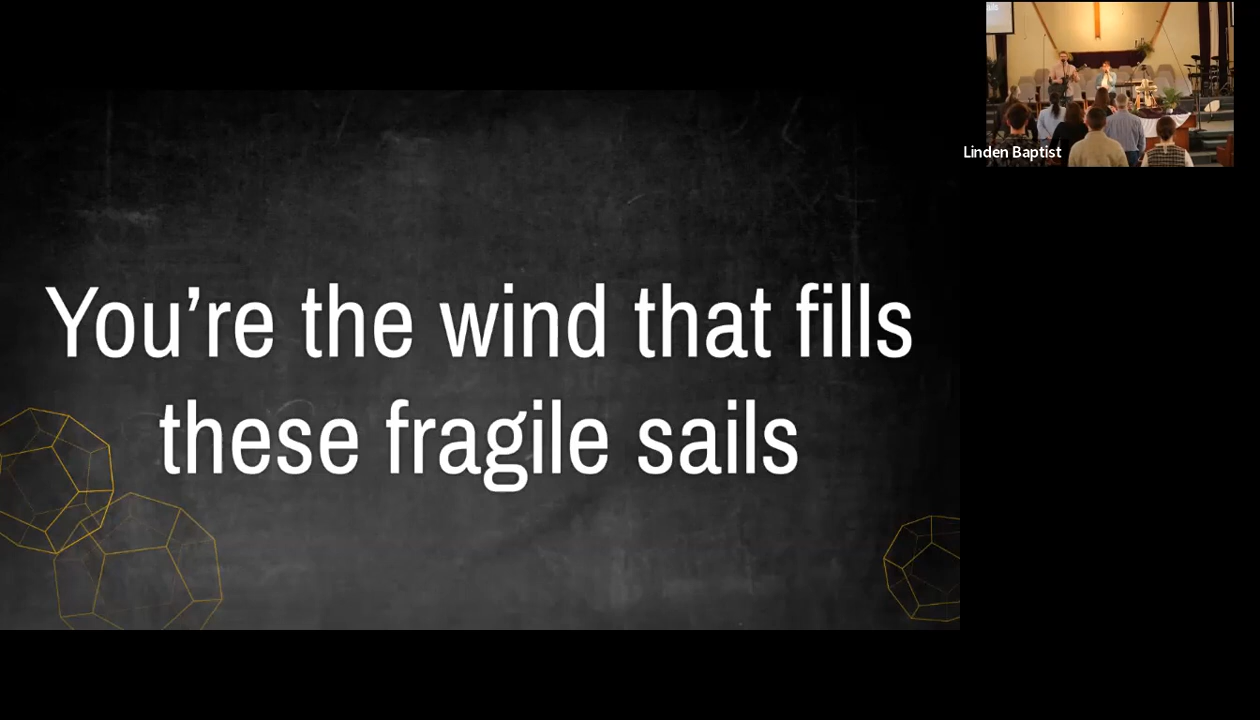 You’re the wind that fills
these fragile sails
Linden Baptist